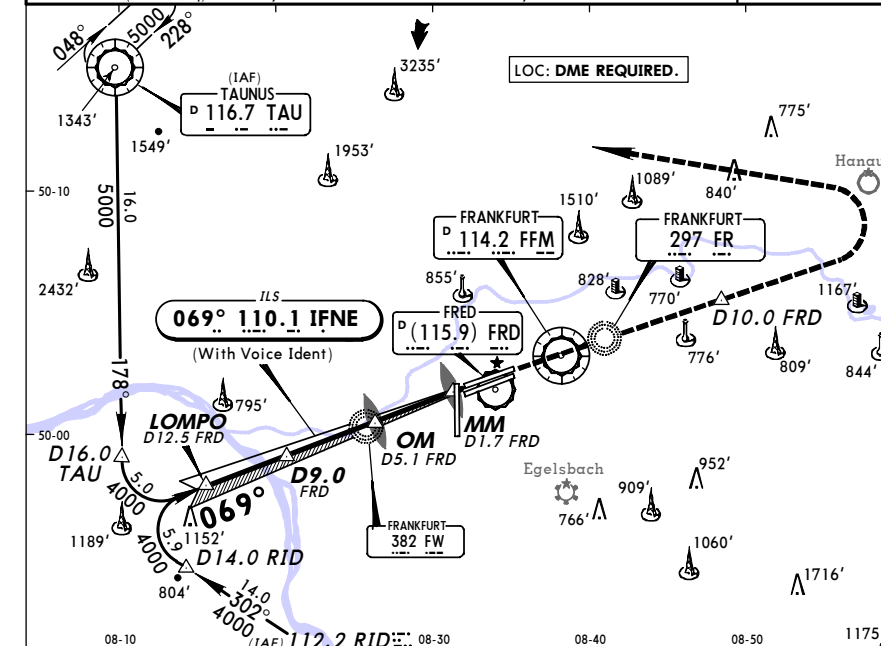 048°
5000
228°
(IAF)
TAUNUS
D 116.7 TAU
1343'
1549'
3235'
LOC: DME REQUIRED.
775'
1953'
Hanau
50-10
16.0
5000
1089'
840'
1510'
FRANKFURT
D 114.2 FFM
FRANKFURT
297 FR
2432'
855'
828'
770'
1167'
ILS
069° 110.1 IFNE
(With Voice Ident)
FRED
D (115.9) FRD
D10.0 FRD
776'
809'
844'
178°
795'
LOMPO
D12.5 FRD
MM
D1.7 FRD
50-00
OM
D5.1 FRD
D16.0
TAU
D9.0
FRD
5.0
4000
069°
Egelsbach
952'
909'
766'
1189'
1152'
FRANKFURT
382 FW
5.9
4000
D14.0 RID
1060'
804'
1716'
14.0
302°
4000
(IAF) 112.2 RID
1175
08-10
08-30
08-40
08-50